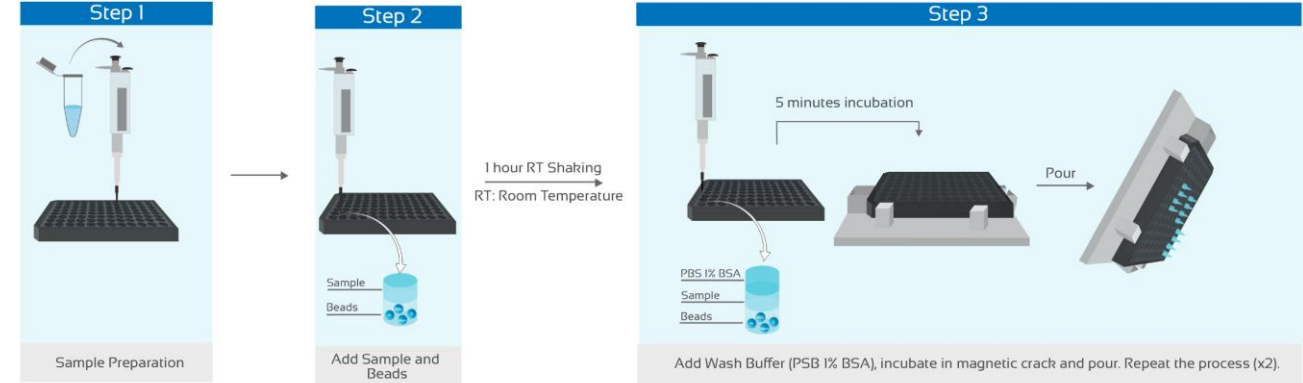 Step 1
Sample Preparation
Step 2
Sample
Beads
Add Sample and
Beads
1 hour RT Shaking
RT: Room Temperature
Step 3
5 minutes incubation
Pour
PBS 1% BSA
Sample
Beads
Add Wash Buffer (PSB 1% BSA), incubate in magnetic crack and pour. Repeat the process (x2).